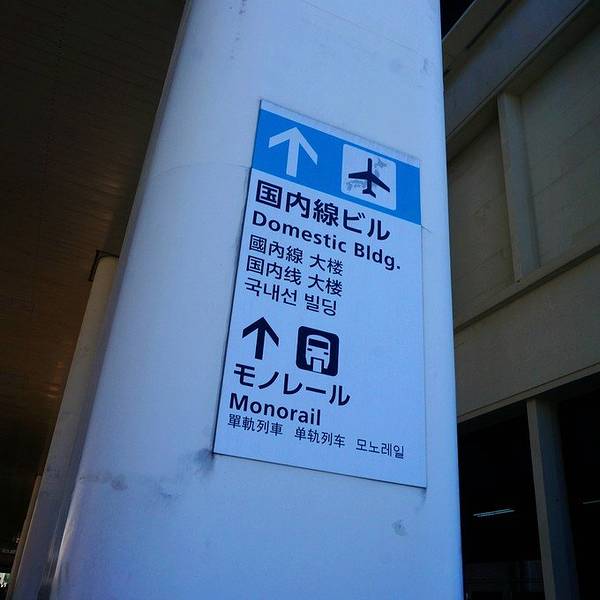 国内線ビル
Domestic Bldg.
國內線 大楼
国内线 大楼
국내선 빌딩
モノレール
Monorail
單軌列車 单轨列车 모노레일